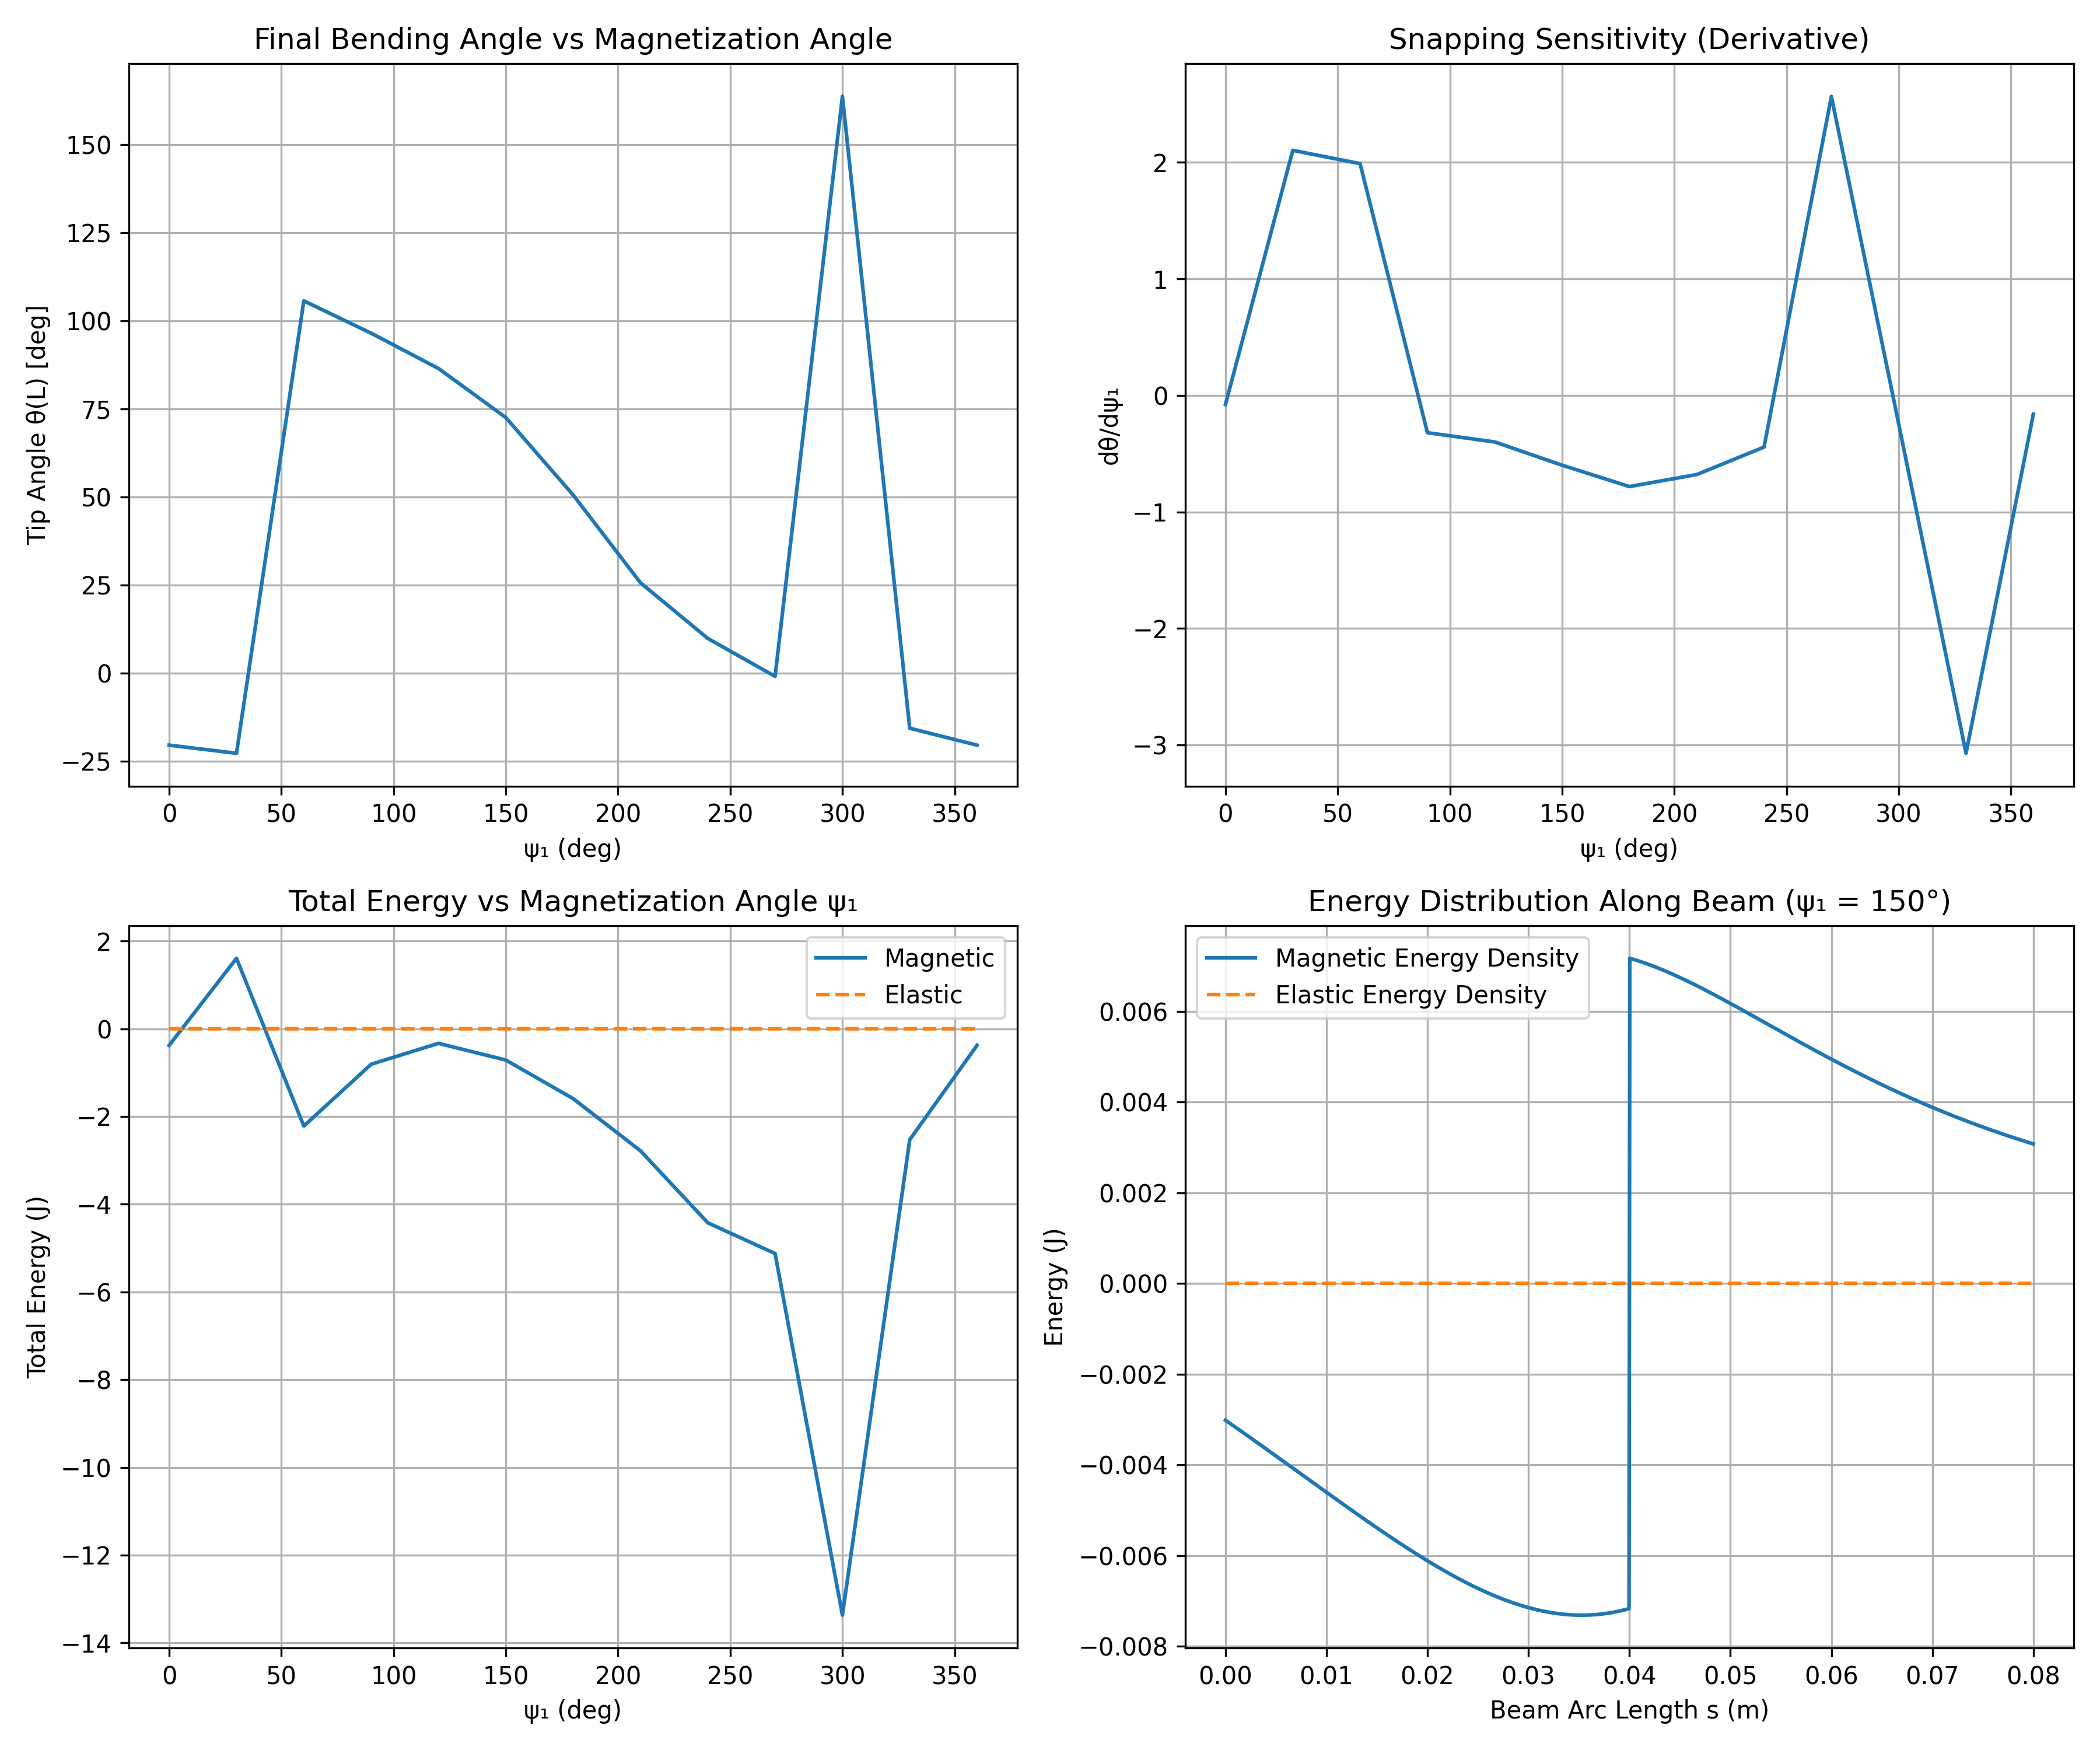 Final Bending Angle vs Magnetization Angle
Tip Angle θ(L) [deg]
150
125
100
75
50
25
0
−25
0 50 100 150 200 250 300 350
ψ₁ (deg)
Snapping Sensitivity (Derivative)
dθ/dψ₁
2
1
0
−1
−2
−3
0 50 100 150 200 250 300 350
ψ₁ (deg)
Total Energy vs Magnetization Angle ψ₁
Magnetic
Elastic
Total Energy (J)
2
0
−2
−4
−6
−8
−10
−12
−14
0 50 100 150 200 250 300 350
ψ₁ (deg)
Energy Distribution Along Beam (ψ₁ = 150°)
Magnetic Energy Density
Elastic Energy Density
Energy (J)
0.006
0.004
0.002
0.000
−0.002
−0.004
−0.006
−0.008
0.00 0.01 0.02 0.03 0.04 0.05 0.06 0.07 0.08
Beam Arc Length s (m)